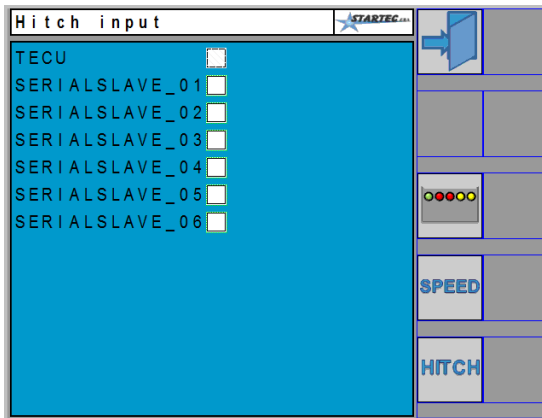 Hitch input
STARTEC
TECU
SERIALSLAVE_01
SERIALSLAVE_02
SERIALSLAVE_03
SERIALSLAVE_04
SERIALSLAVE_05
SERIALSLAVE_06
SPEED
HITCH